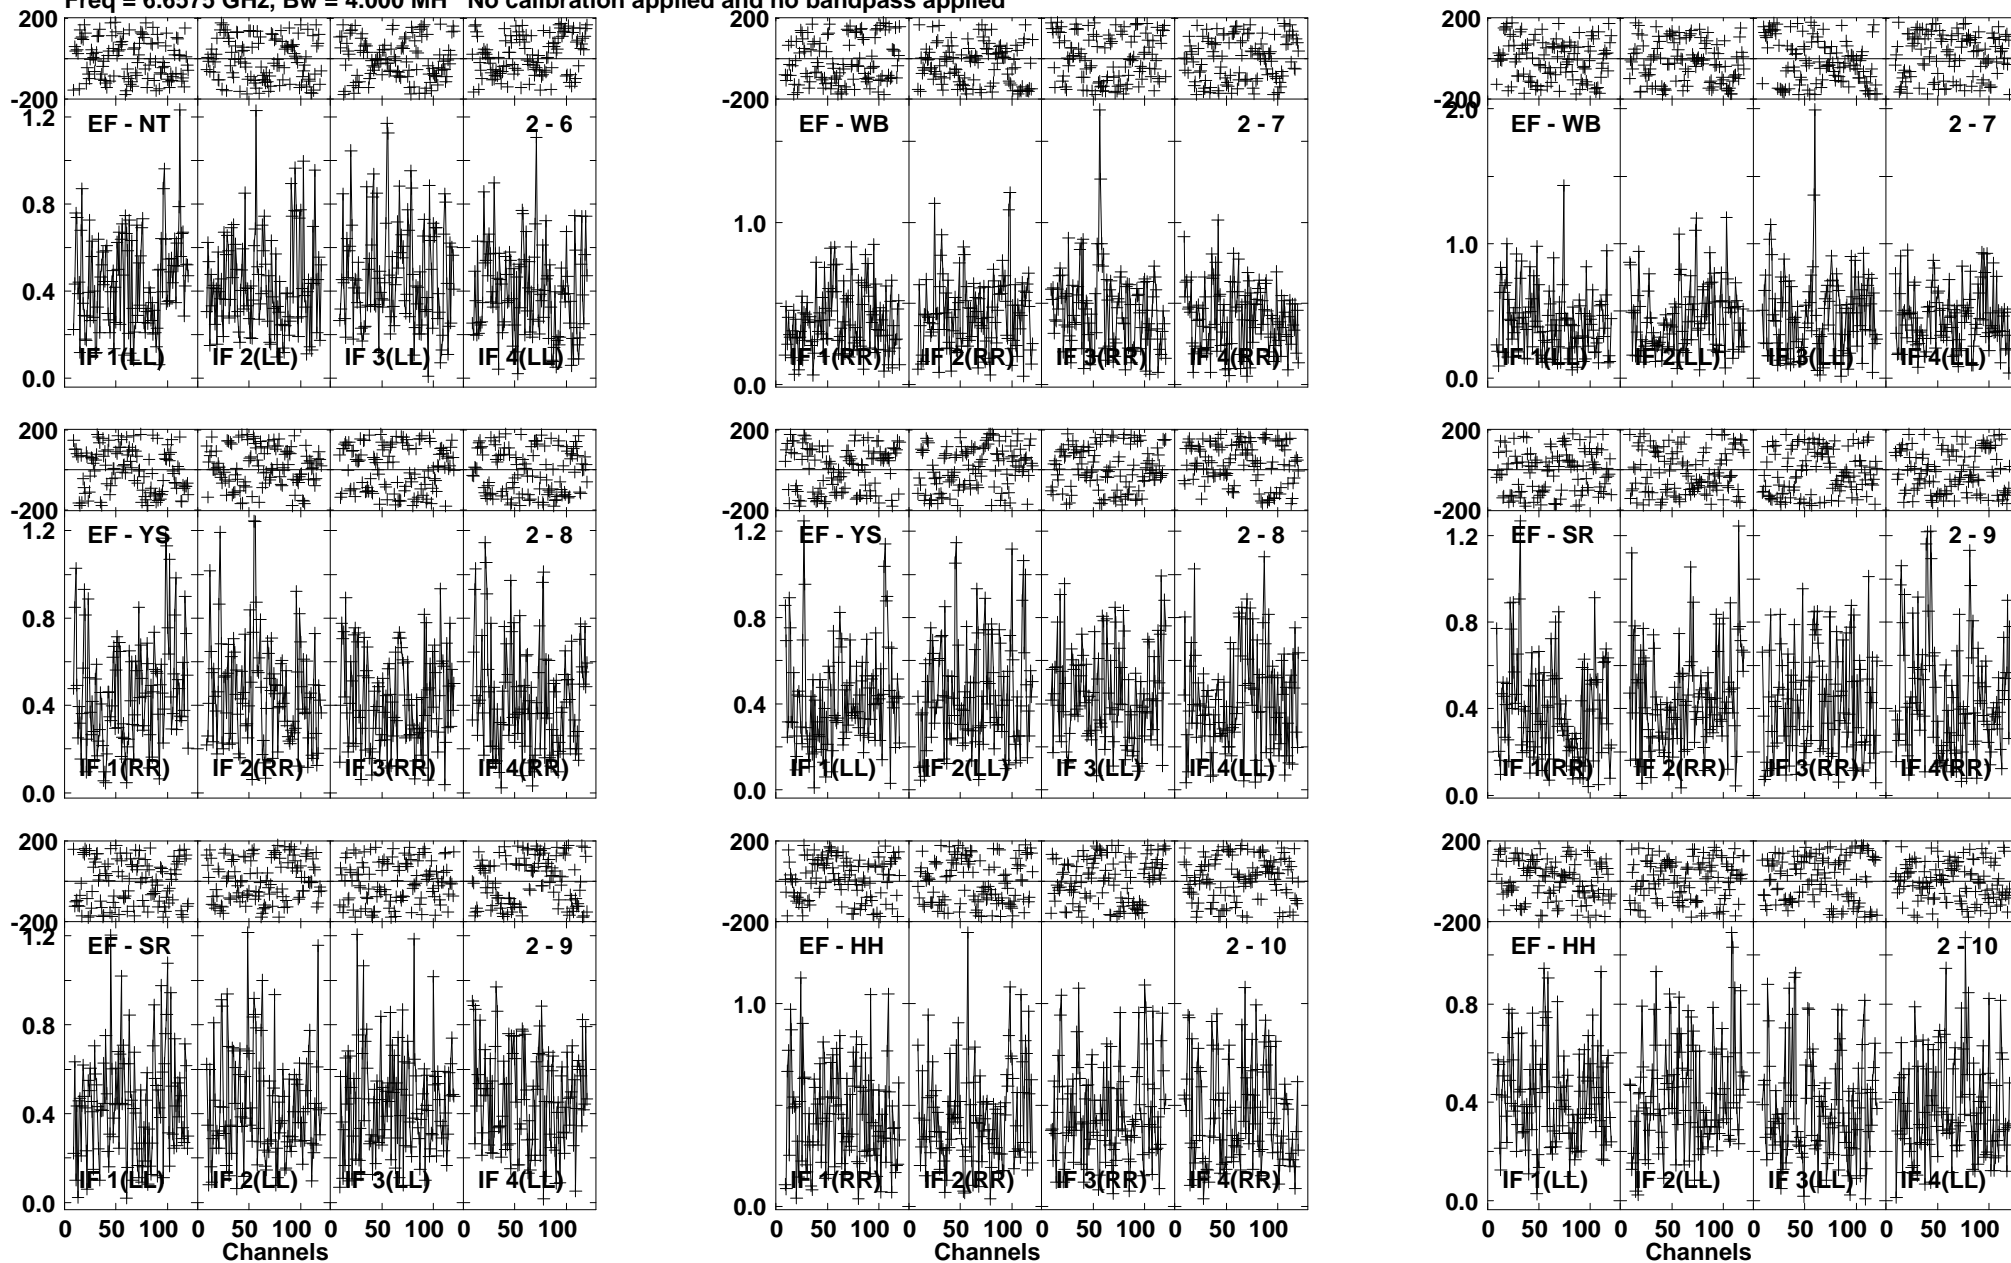 Freq = 6.6575 GHz, Bw = 4.000 MH No calibration applied and no bandpass applied
200
-200
EF - NT 2 - 6
1.2
0.8
0.4
0.0
IF 1(LL) IF 2(LL) IF 3(LL) IF 4(LL)
200
-200
EF - WB 2 - 7
1.0
0.0
IF 1(RR) IF 2(RR) IF 3(RR) IF 4(RR)
200
-200
2.0
EF - WB 2 - 7
1.0
0.0
IF 1(LL) IF 2(LL) IF 3(LL) IF 4(LL)
200
-200
EF - YS 2 - 8
1.2
0.8
0.4
0.0
IF 1(RR) IF 2(RR) IF 3(RR) IF 4(RR)
200
-200
EF - YS 2 - 8
1.2
0.8
0.4
0.0
IF 1(LL) IF 2(LL) IF 3(LL) IF 4(LL)
200
-200
EF - SR 2 - 9
1.2
0.8
0.4
0.0
IF 1(RR) IF 2(RR) IF 3(RR) IF 4(RR)
200
-200
1.2
EF - SR 2 - 9
0.8
0.4
0.0
IF 1(LL) IF 2(LL) IF 3(LL) IF 4(LL)
0 50 100 0 50 100 0 50 100 0 50 100
Channels
200
-200
EF - HH 2 - 10
1.0
0.0
IF 1(RR) IF 2(RR) IF 3(RR) IF 4(RR)
0 50 100 0 50 100 0 50 100 0 50 100
Channels
200
-200
EF - HH 2 - 10
0.8
0.4
0.0
IF 1(LL) IF 2(LL) IF 3(LL) IF 4(LL)
0 50 100 0 50 100 0 50 100 0 50 100
Channels